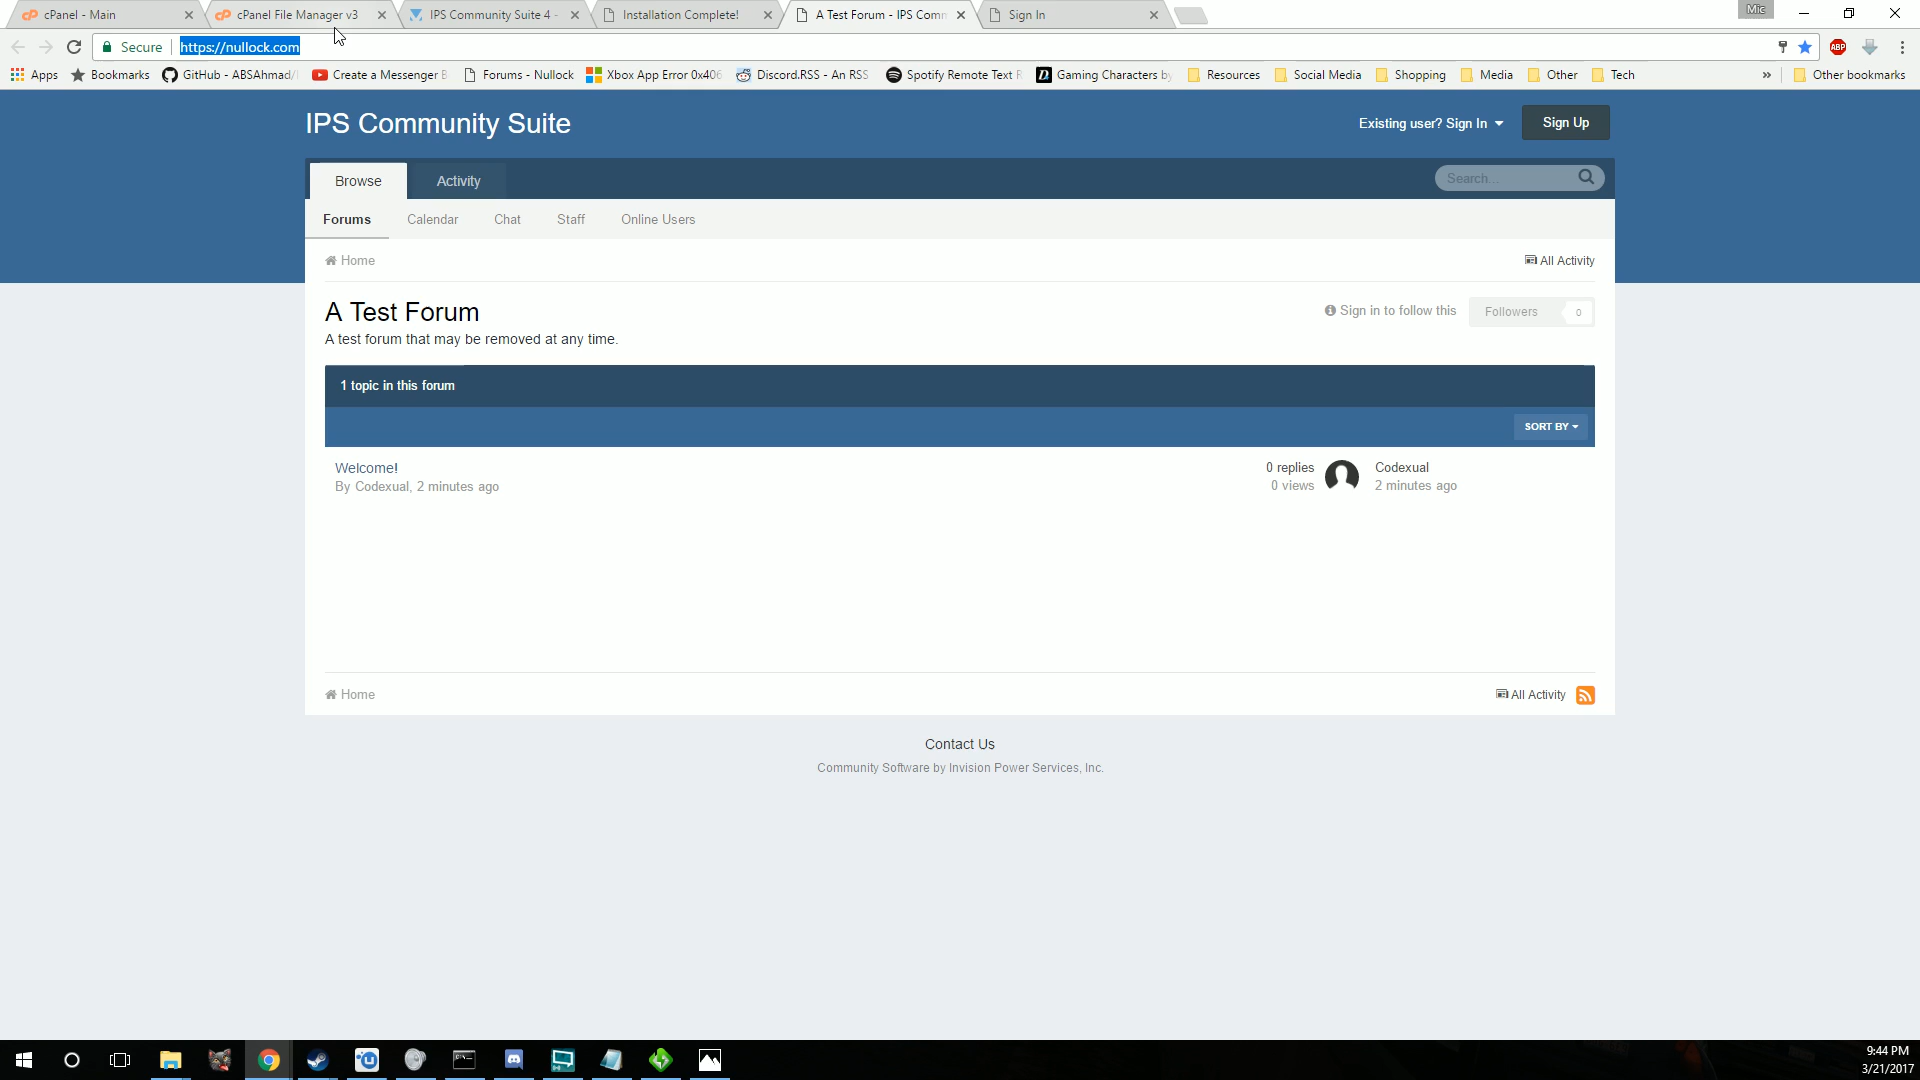 cPanel - Main
cPanel File Manager v3
IPS Community Suite 4 -
Installation Complete!
A Test Forum - IPS Comm
Sign In
Mic
Secure
https://nullock.com
ABP
Apps
Bookmarks
GitHub - ABSAhmad/
Create a Messenger B
Forums - Nullock
Xbox App Error 0x406
Discord.RSS - An RSS
Spotify Remote Text F
Gaming Characters by
Resources
Social Media
Shopping
Media
Other
Tech
»
Other bookmarks
IPS Community Suite
Existing user? Sign In
Sign Up
Browse
Activity
Search...
Forums
Calendar
Chat
Staff
Online Users
Home
All Activity
A Test Forum
Sign in to follow this
Followers
0
A test forum that may be removed at any time.
1 topic in this forum
SORT BY
Welcome!
By Codexual, 2 minutes ago
0 replies
0 views
Codexual
2 minutes ago
Home
All Activity
Contact Us
Community Software by Invision Power Services, Inc.
9:44 PM
3/21/2017